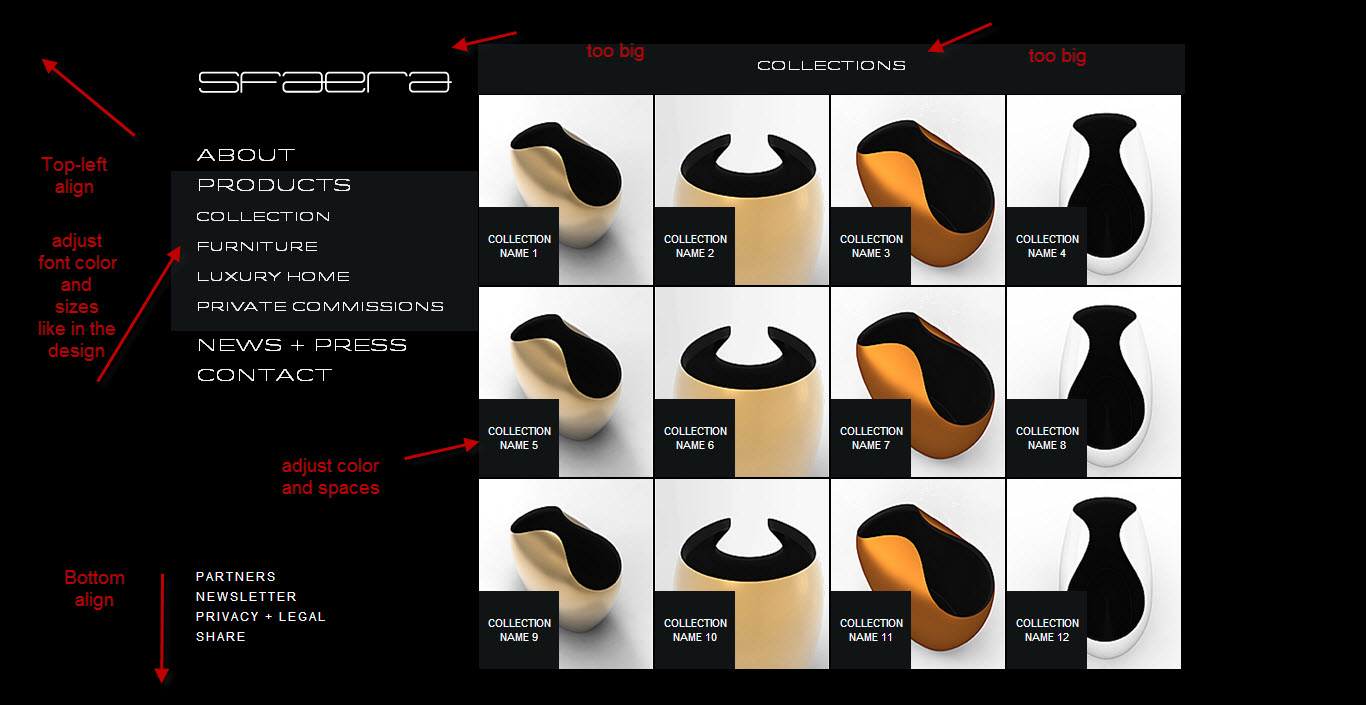 sfaera
ABOUT
PRODUCTS
COLLECTION
FURNITURE
LUXURY HOME
PRIVATE COMMISSIONS
NEWS + PRESS
CONTACT
PARTNERS
NEWSLETTER
PRIVACY + LEGAL
SHARE
Top-left
align
adjust
font color
and
sizes
like in the
design
adjust color
and spaces
Bottom
align
too big
COLLECTIONS
too big
COLLECTION
NAME 1
COLLECTION
NAME 2
COLLECTION
NAME 3
COLLECTION
NAME 4
COLLECTION
NAME 5
COLLECTION
NAME 6
COLLECTION
NAME 7
COLLECTION
NAME 8
COLLECTION
NAME 9
COLLECTION
NAME 10
COLLECTION
NAME 11
COLLECTION
NAME 12